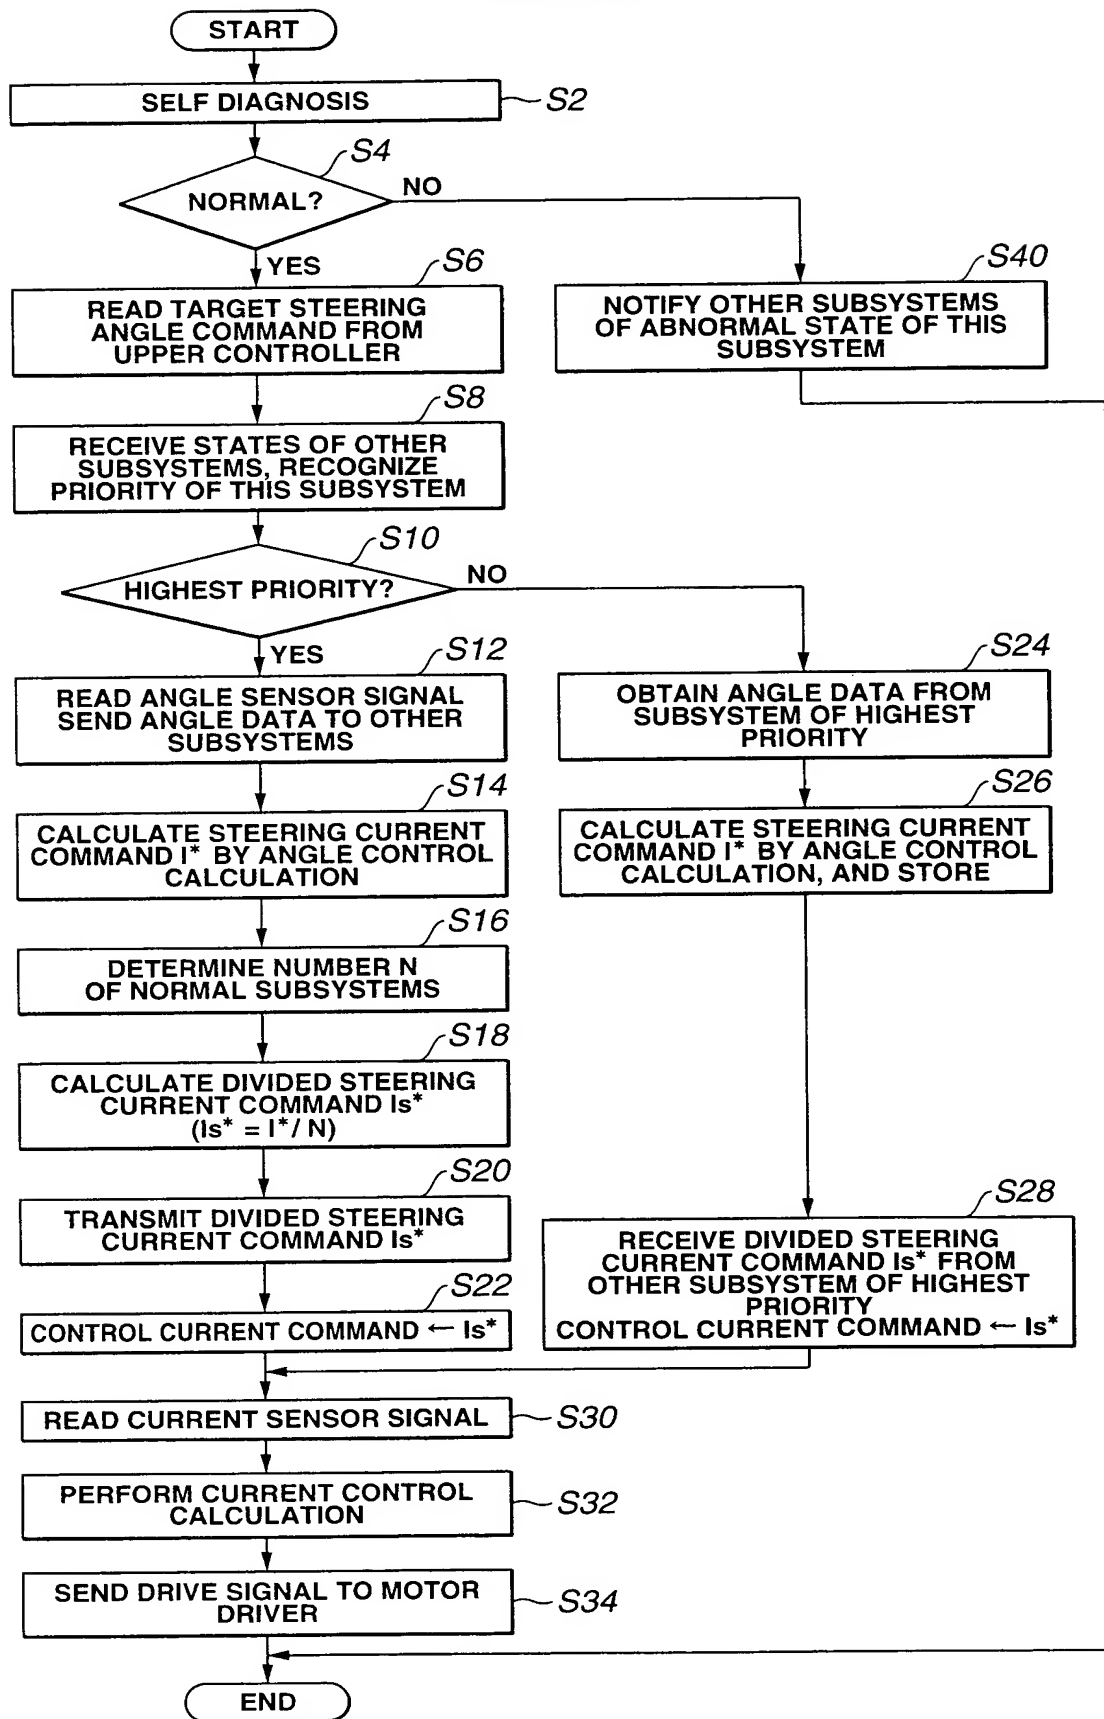 START
SELF DIAGNOSIS
S2
S4
NORMAL?
NO
YES
S6
READ TARGET STEERING
ANGLE COMMAND FROM
UPPER CONTROLLER
S40
NOTIFY OTHER SUBSYSTEMS
OF ABNORMAL STATE OF THIS
SUBSYSTEM
S8
RECEIVE STATES OF OTHER
SUBSYSTEMS, RECOGNIZE
PRIORITY OF THIS SUBSYSTEM
S10
HIGHEST PRIORITY?
NO
YES
S12
READ ANGLE SENSOR SIGNAL
SEND ANGLE DATA TO OTHER
SUBSYSTEMS
S24
OBTAIN ANGLE DATA FROM
SUBSYSTEM OF HIGHEST
PRIORITY
S14
CALCULATE STEERING CURRENT
COMMAND I* BY ANGLE CONTROL
CALCULATION
S26
CALCULATE STEERING CURRENT
COMMAND I* BY ANGLE CONTROL
CALCULATION, AND STORE
S16
DETERMINE NUMBER N
OF NORMAL SUBSYSTEMS
S18
CALCULATE DIVIDED STEERING
CURRENT COMMAND Is*
(Is* = I*/ N)
S20
TRANSMIT DIVIDED STEERING
CURRENT COMMAND Is*
S28
RECEIVE DIVIDED STEERING
CURRENT COMMAND Is* FROM
OTHER SUBSYSTEM OF HIGHEST
PRIORITY
CONTROL CURRENT COMMAND ← Is*
S22
CONTROL CURRENT COMMAND ← Is*
READ CURRENT SENSOR SIGNAL
S30
PERFORM CURRENT CONTROL
CALCULATION
S32
SEND DRIVE SIGNAL TO MOTOR
DRIVER
S34
END